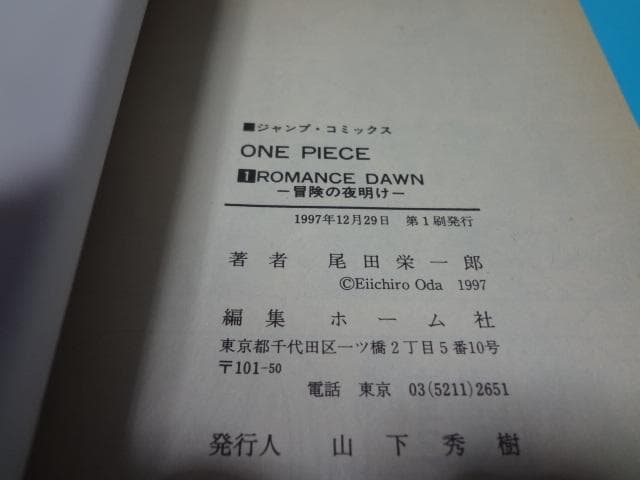 ■ジャンプ・コミックス
ONE PIECE
1 ROMANCE DAWN
―冒険の夜明け―
1997年12月29日 第1刷発行
著者 尾田栄一郎
©Eiichiro Oda 1997
編集 ホーム社
東京都千代田区一ツ橋2丁目5番10号
〒101-50
電話 東京 03(5211)2651
発行人 山下秀樹